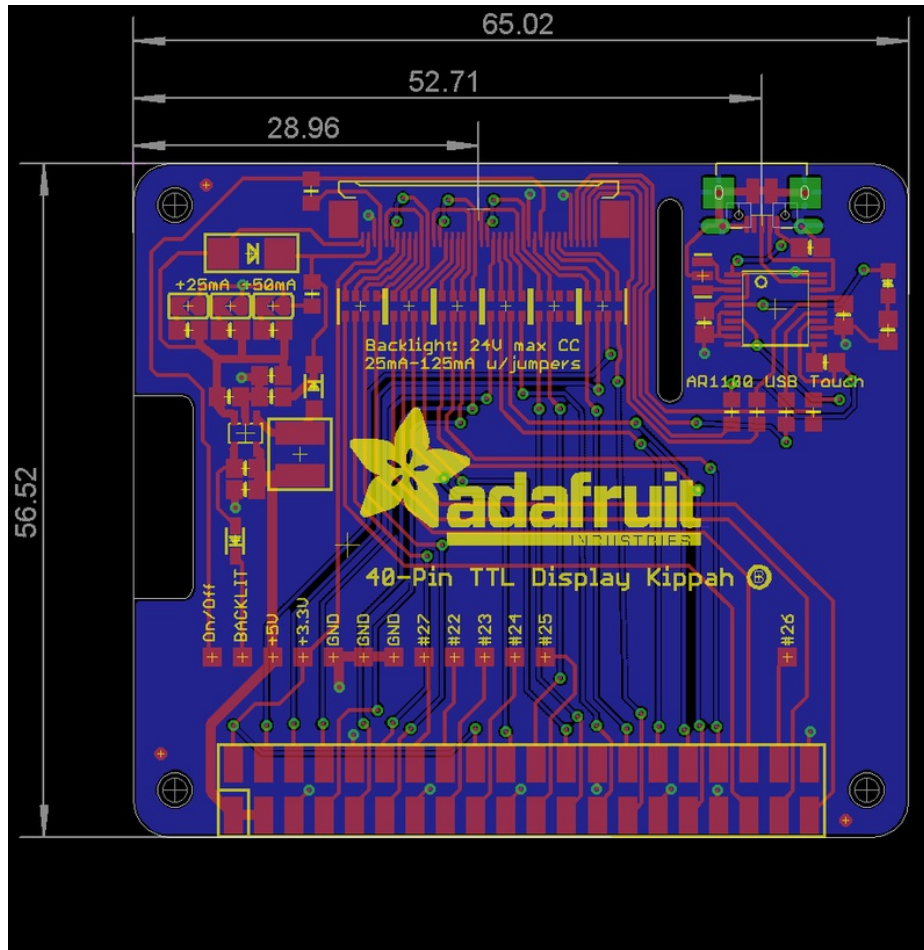 65.02
52.71
28.96
56.52
+25mA +50mA
Backlight: 24V max CC
25mA-125mA w/jumpers
AR1100 USB Touch
adafruit
INDUSTRIES
40-Pin TTL Display Kippah ®
On/Off
BACKLIT
+5V
+3.3V
GND
GND
GND
#27
#22
#23
#24
#25
#26